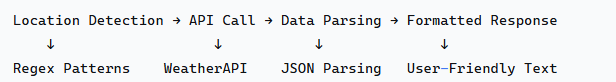 Location Detection → API Call → Data Parsing → Formatted Response
↓ ↓ ↓ ↓
Regex Patterns WeatherAPI JSON Parsing User-Friendly Text